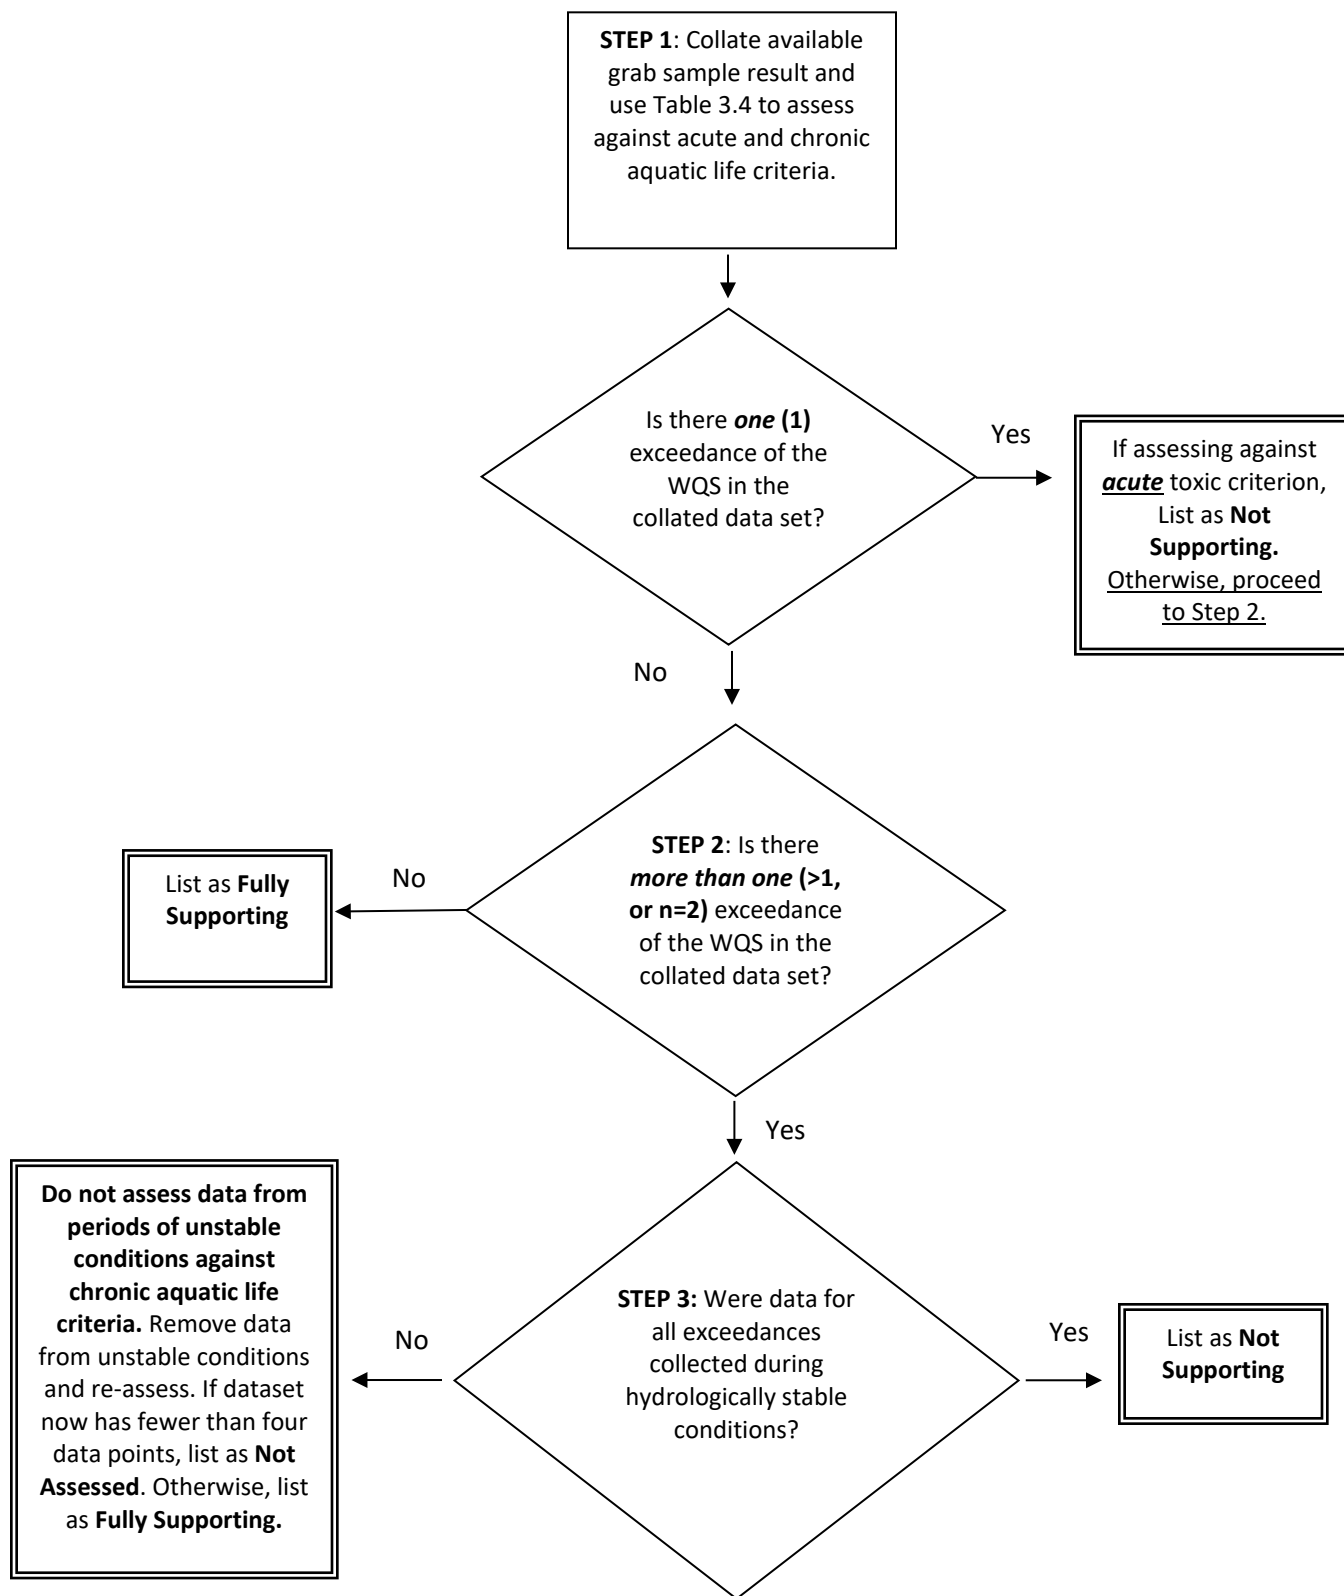 STEP 1: Collate available
grab sample result and
use Table 3.4 to assess
against acute and chronic
aquatic life criteria.
Is there one (1)
exceedance of the
WQS in the
collated data set?
Yes
If assessing against
acute toxic criterion,
List as Not
Supporting.
Otherwise, proceed
to Step 2.
No
STEP 2: Is there
more than one (>1,
or n=2) exceedance
of the WQS in the
collated data set?
No
List as Fully
Supporting
Yes
STEP 3: Were data for
all exceedances
collected during
hydrologically stable
conditions?
No
Do not assess data from
periods of unstable
conditions against
chronic aquatic life
criteria. Remove data
from unstable conditions
and re-assess. If dataset
now has fewer than four
data points, list as Not
Assessed. Otherwise, list
as Fully Supporting.
Yes
List as Not
Supporting